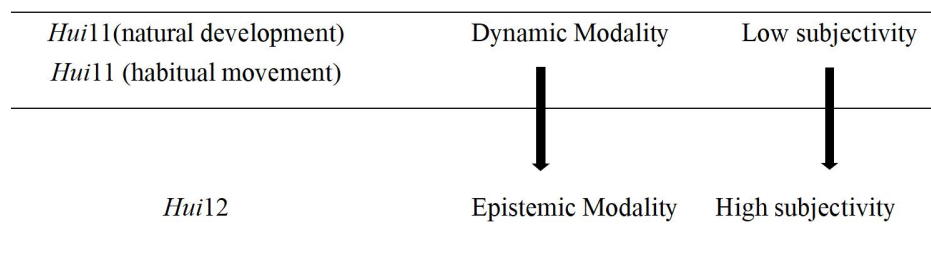 Hui11(natural development) Dynamic Modality Low subjectivity
Hui11 (habitual movement)
Hui12 Epistemic Modality High subjectivity